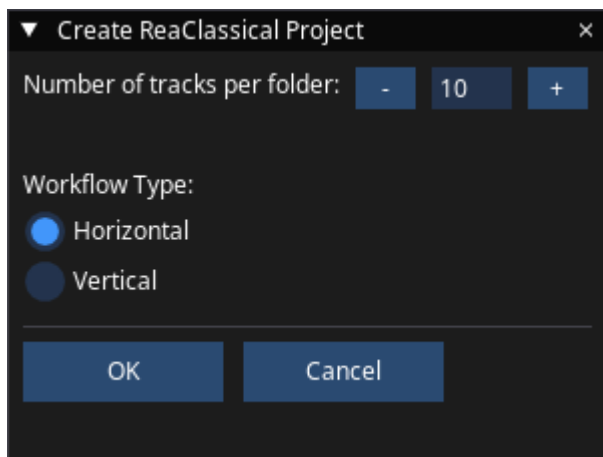 Create ReaClassical Project
Number of tracks per folder: - 10 +
Workflow Type:
Horizontal
Vertical
OK Cancel